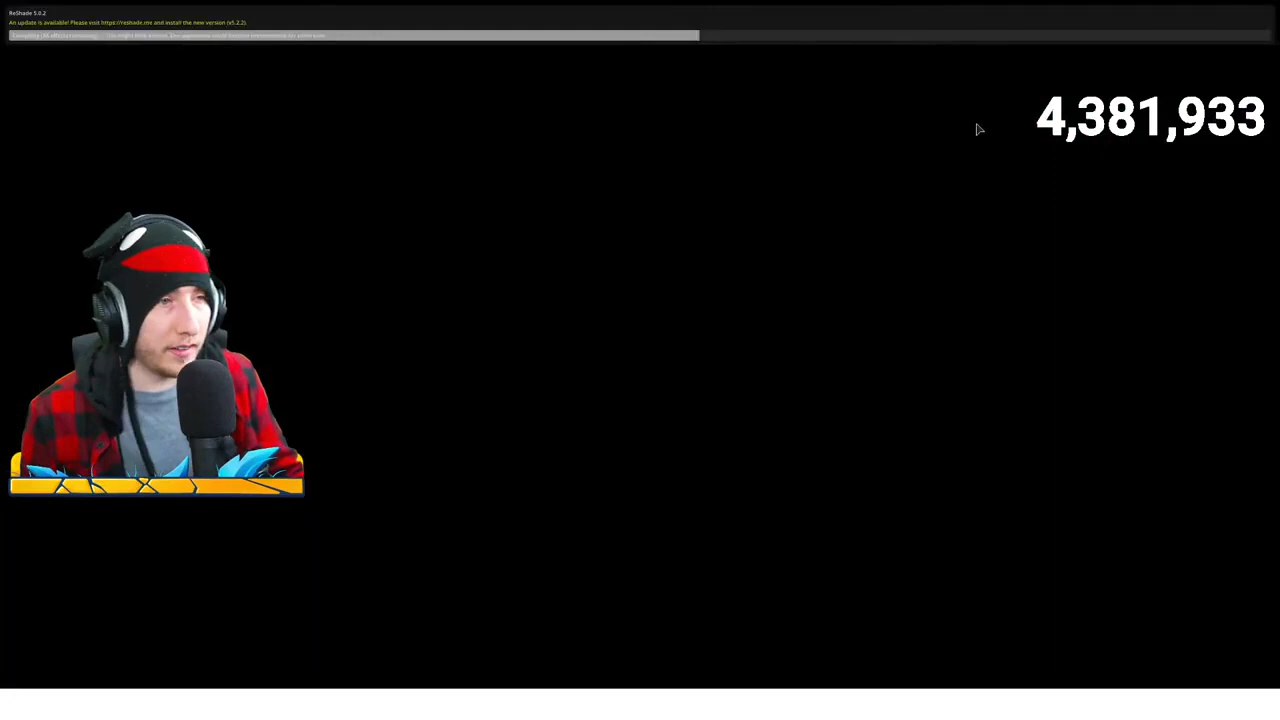 ReShade 5.0.2
An update is available! Please visit https://reshade.me and install the new version (v5.2.2).
4,381,933